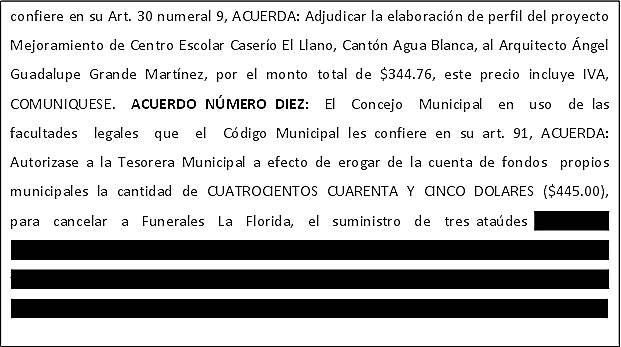 confiere en su Art. 30 numeral 9, ACUERDA: Adjudicar la elaboración de perfil del proyecto
Mejoramiento de Centro Escolar Caserío El Llano, Cantón Agua Blanca, al Arquitecto Ángel
Guadalupe Grande Martínez, por el monto total de $344.76, este precio incluye IVA,
COMUNIQUESE. ACUERDO NÚMERO DIEZ: El Concejo Municipal en uso de las
facultades legales que el Código Municipal les confiere en su art. 91, ACUERDA:
Autorizase a la Tesorera Municipal a efecto de erogar de la cuenta de fondos propios
municipales la cantidad de CUATROCIENTOS CUARENTA Y CINCO DOLARES ($445.00),
para cancelar a Funerales La Florida, el suministro de tres ataúdes